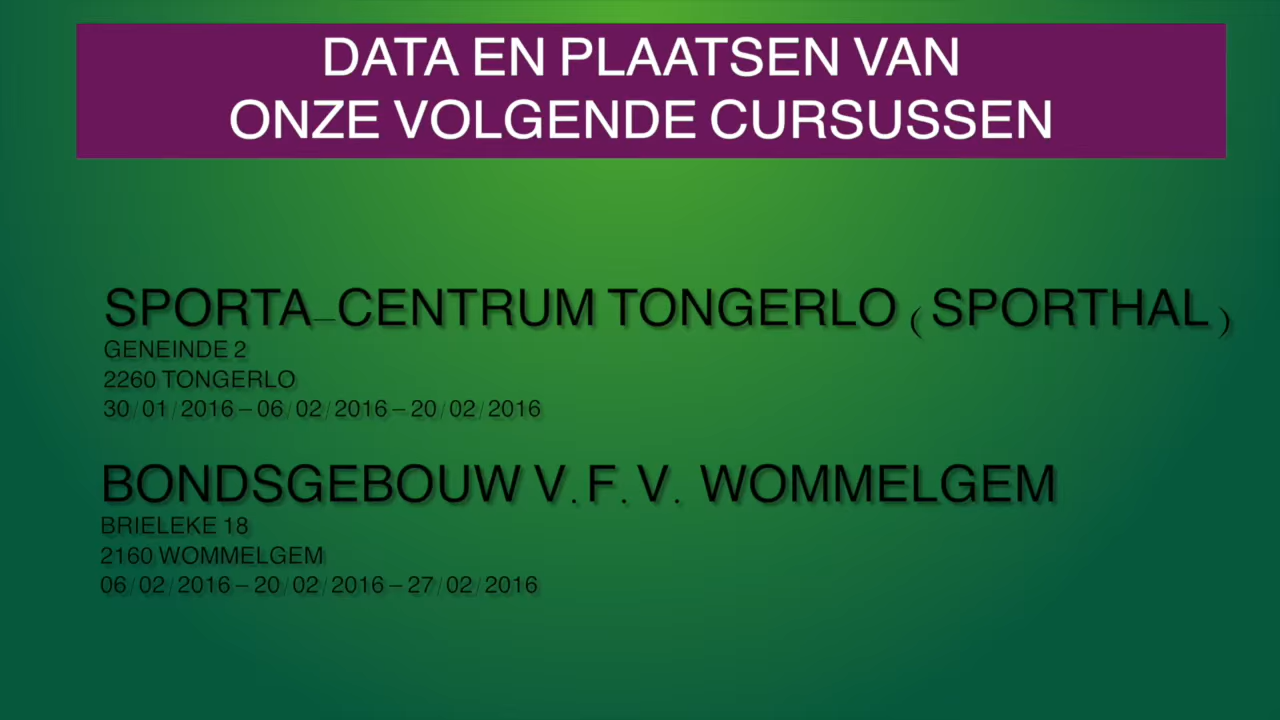 DATA EN PLAATSEN VAN
ONZE VOLGENDE CURSUSSEN
SPORTA-CENTRUM TONGERLO (SPORTHAL)
GENEINDE 2
2260 TONGERLO
30/01/2016 – 06/02/2016 – 20/02/2016
BONDSGEBOUW V.F.V. WOMMELGEM
BRIELEKE 18
2160 WOMMELGEM
06/02/2016 – 20/02/2016 – 27/02/2016